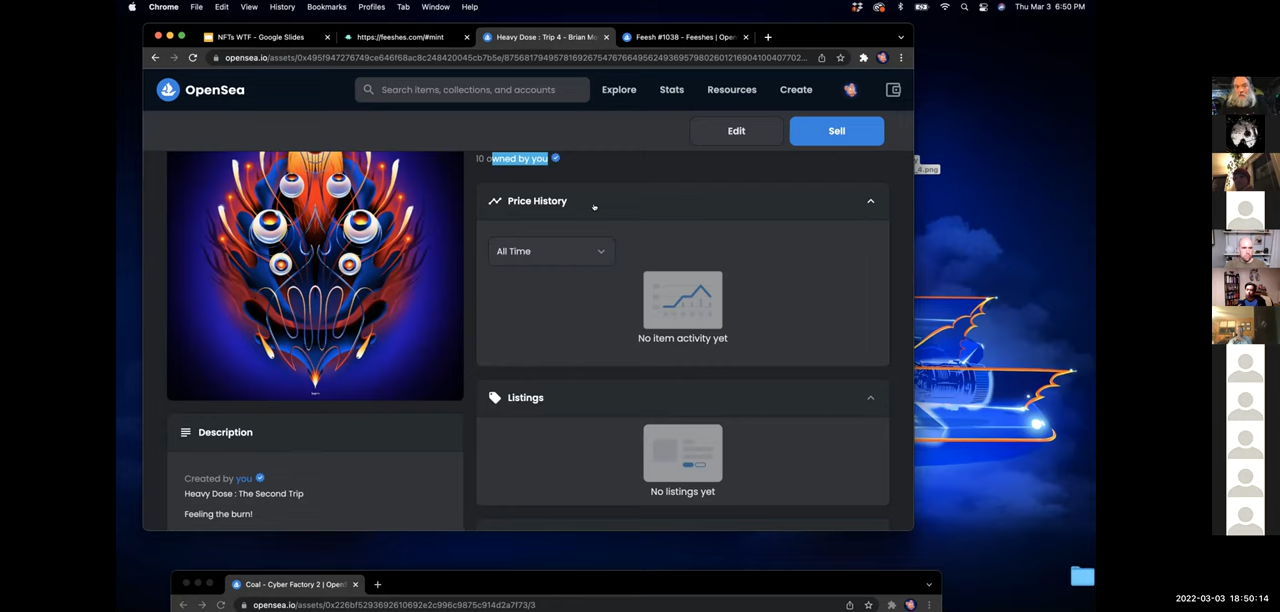 Chrome File Edit View History Bookmarks Profiles Tab Window Help Thu Mar 3 6:50 PM
NFTs WTF - Google Slides
https://feeshes.com/#mint
Heavy Dose : Trip 4 - Brian Mo
Feesh #1038 - Feeshes | Open
opensea.io/assets/0x495f947276749ce646f68ac8c248420045cb7b5e/
OpenSea
Search items, collections, and accounts
Explore Stats Resources Create
Edit Sell
10 owned by you
Price History
All Time
No item activity yet
Listings
No listings yet
Description
Created by you
Heavy Dose : The Second Trip
Feeling the burn!
_4.png
Coal - Cyber Factory 2 | Open
opensea.io/assets/0x226bf5293692610692e2c996c9875c914d2a7f73/3
2022-03-03 18:50:14